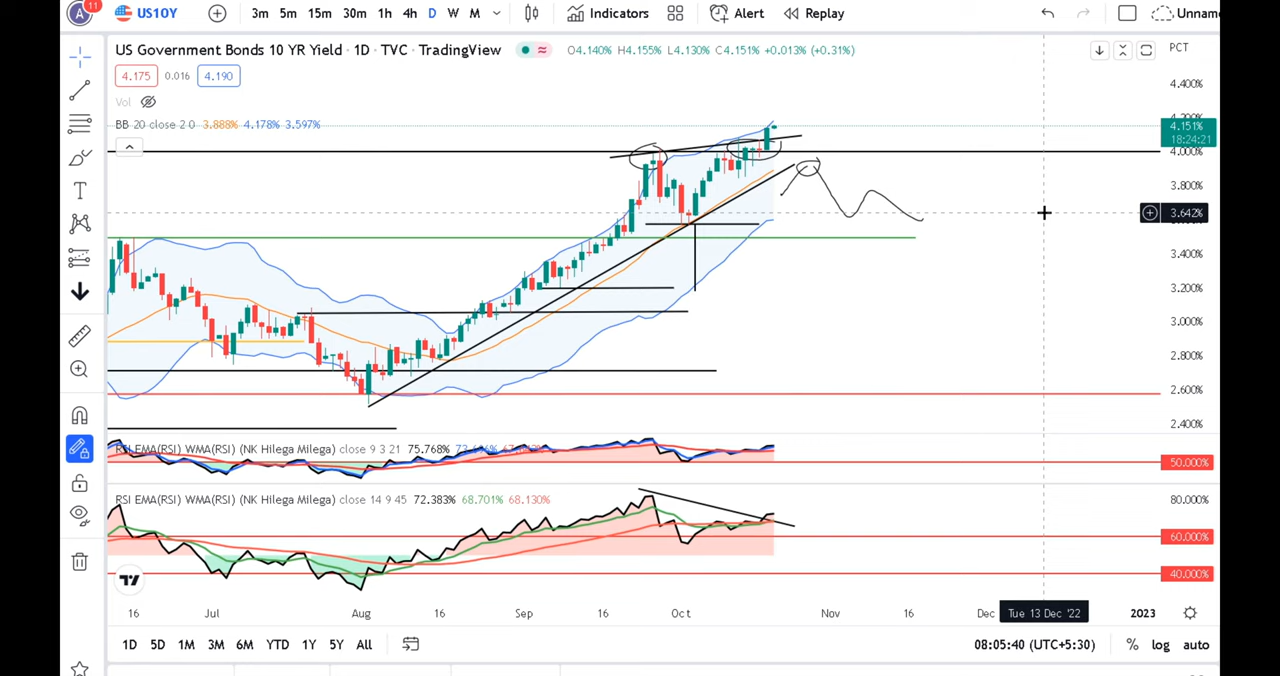 A 11 US10Y 3m 5m 15m 30m 1h 4h D W M Indicators Alert Replay Unname
US Government Bonds 10 YR Yield · 1D · TVC · TradingView O4.140% H4.155% L4.130% C4.151% +0.013% (+0.31%) PCT
4.175 0.016 4.190
4.400%
Vol
BB 20 close 2 0 3.888% 4.178% 3.597%
4.151%
18:24:21
4.000%
3.800%
3.642%
3.400%
3.200%
3.000%
2.800%
2.600%
2.400%
RSI EMA(RSI) WMA(RSI) (NK Hilega Milega) close 9 3 21 75.768%
50.000%
RSI EMA(RSI) WMA(RSI) (NK Hilega Milega) close 14 9 45 72.383% 68.701% 68.130% 80.000%
60.000%
40.000%
16 Jul 16 Aug 16 Sep 16 Oct Nov 16 Dec Tue 13 Dec '22 2023
1D 5D 1M 3M 6M YTD 1Y 5Y All 08:05:40 (UTC+5:30) % log auto